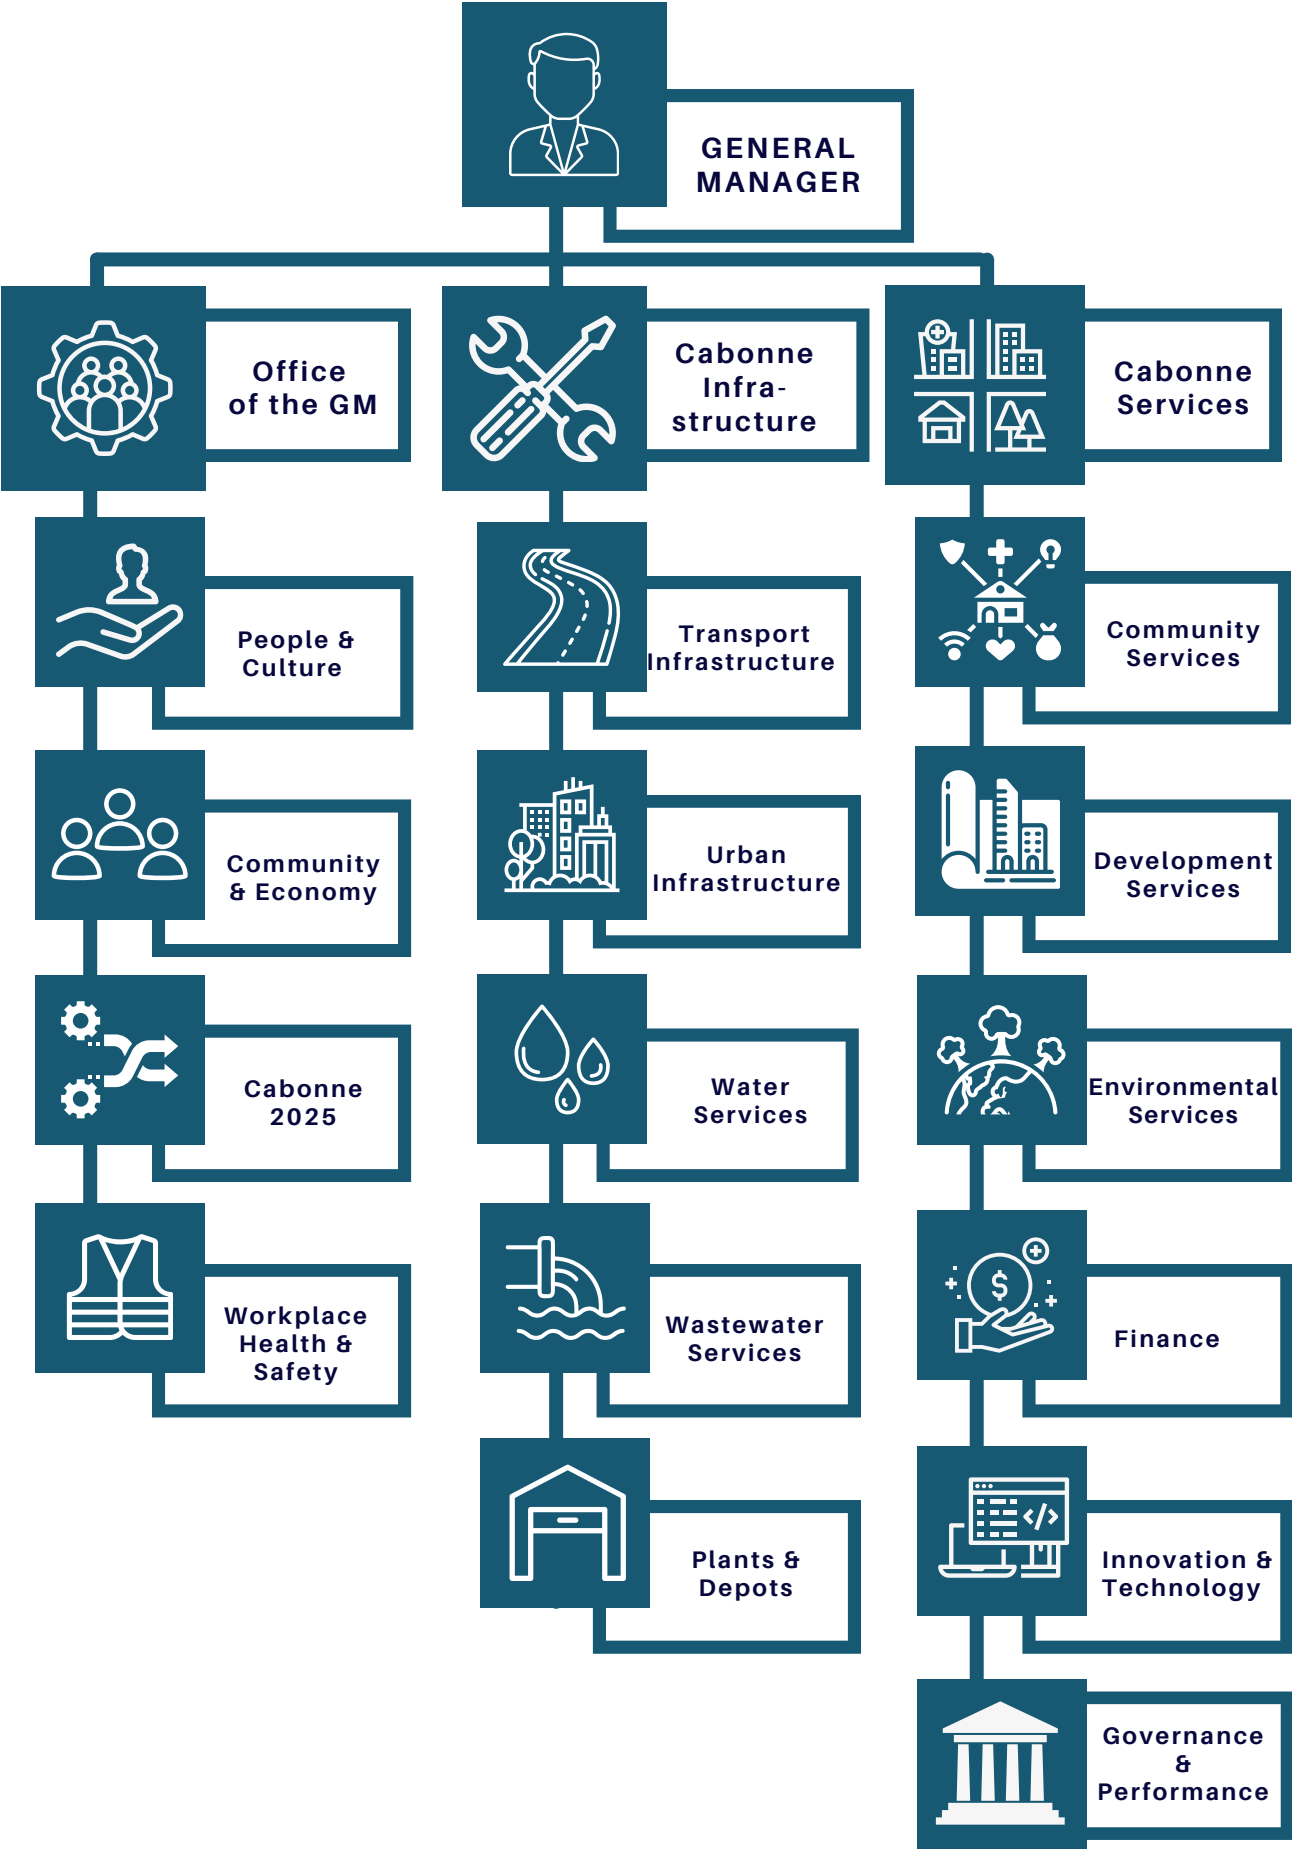 GENERAL
MANAGER
Office
of the GM
People &
Culture
Community
& Economy
Cabonne
2025
Workplace
Health &
Safety
Cabonne
Infra-
structure
Transport
Infrastructure
Urban
Infrastructure
Water
Services
Wastewater
Services
Plants &
Depots
Cabonne
Services
Community
Services
Development
Services
Environmental
Services
$
Finance
</>
Innovation &
Technology
Governance
&
Performance